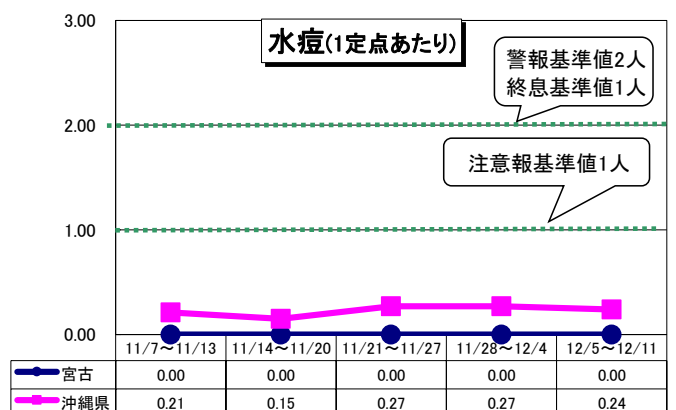 水痘(1定点あたり)
警報基準値2人
終息基準値1人
注意報基準値1人
3.00
2.00
1.00
0.00
11/7～11/13 11/14～11/20 11/21～11/27 11/28～12/4 12/5～12/11
宮古 0.00 0.00 0.00 0.00 0.00
沖縄県 0.21 0.15 0.27 0.27 0.24